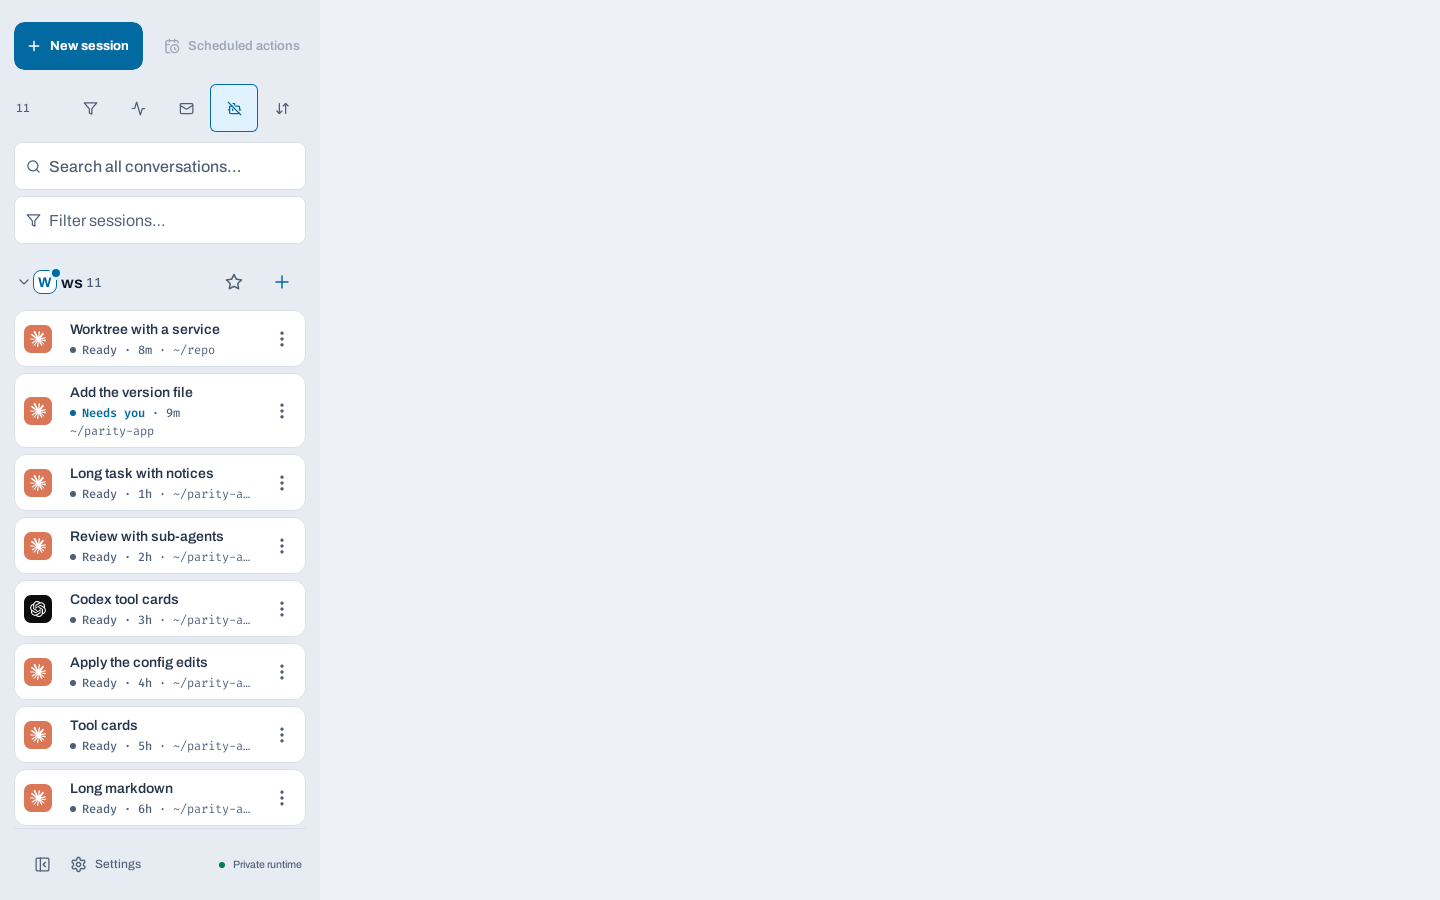 New session
Scheduled actions
11
Search all conversations...
Filter sessions...
W ws 11
Worktree with a service
Ready · 8m · ~/repo
Add the version file
Needs you · 9m
~/parity-app
Long task with notices
Ready · 1h · ~/parity-a…
Review with sub-agents
Ready · 2h · ~/parity-a…
Codex tool cards
Ready · 3h · ~/parity-a…
Apply the config edits
Ready · 4h · ~/parity-a…
Tool cards
Ready · 5h · ~/parity-a…
Long markdown
Ready · 6h · ~/parity-a…
Settings
Private runtime